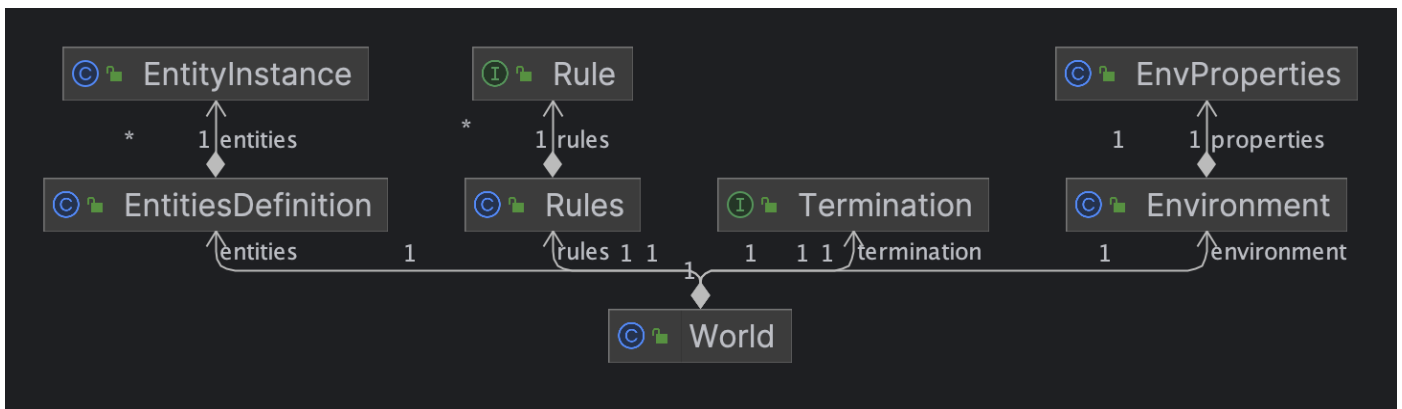 C EntityInstance
I Rule
C EnvProperties
* 1 entities
* 1 rules
1 1 properties
C EntitiesDefinition
C Rules
I Termination
C Environment
entities 1
rules 1 1
1 1 1 termination
1 environment
1
C World